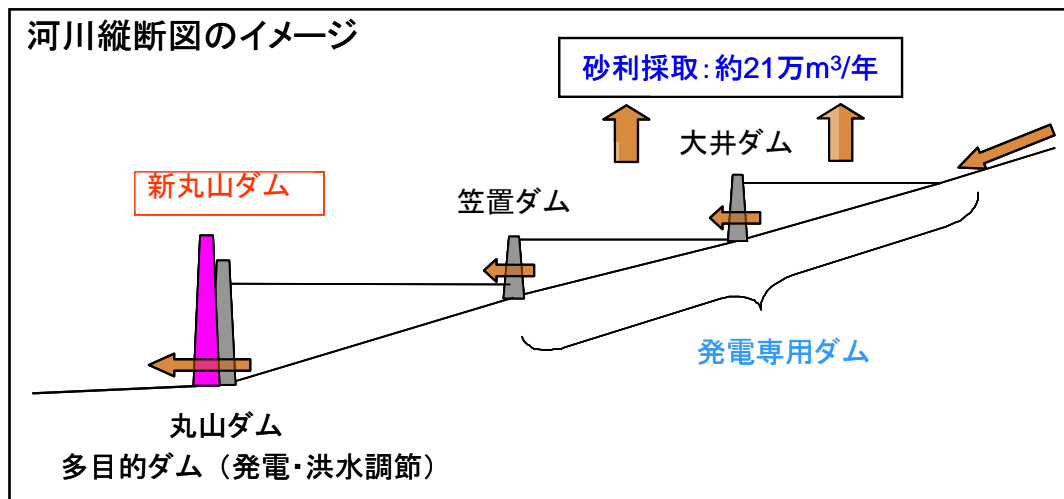 河川縦断図のイメージ
砂利採取：約21万m³/年
大井ダム
新丸山ダム
笠置ダム
発電専用ダム
丸山ダム
多目的ダム（発電・洪水調節）